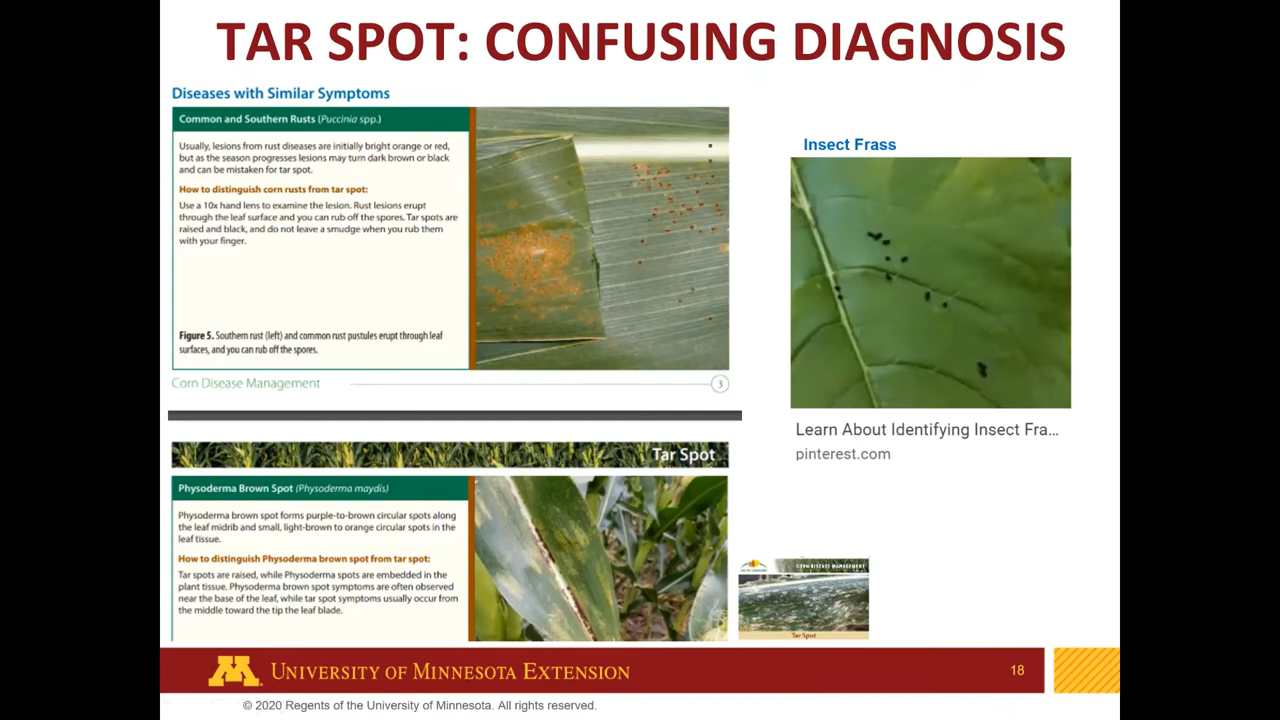 TAR SPOT: CONFUSING DIAGNOSIS
Diseases with Similar Symptoms
Common and Southern Rusts (Puccinia spp.)
Usually, lesions from rust diseases are initially bright orange or red,
but as the season progresses lesions may turn dark brown or black
and can be mistaken for tar spot.
How to distinguish corn rusts from tar spot:
Use a 10x hand lens to examine the lesion. Rust lesions erupt
through the leaf surface and you can rub off the spores. Tar spots are
raised and black, and do not leave a smudge when you rub them
with your finger.
Figure 5. Southern rust (left) and common rust pustules erupt through leaf
surfaces, and you can rub off the spores.
Corn Disease Management
3
Tar Spot
Physoderma Brown Spot (Physoderma maydis)
Physoderma brown spot forms purple-to-brown circular spots along
the leaf midrib and small, light-brown to orange circular spots in the
leaf tissue.
How to distinguish Physoderma brown spot from tar spot:
Tar spots are raised, while Physoderma spots are embedded in the
plant tissue. Physoderma brown spot symptoms are often observed
near the base of the leaf, while tar spot symptoms usually occur from
the middle toward the tip the leaf blade.
Insect Frass
Learn About Identifying Insect Fra...
pinterest.com
CORN DISEASE MANAGEMENT
Tar Spot
UNIVERSITY OF MINNESOTA EXTENSION
18
© 2020 Regents of the University of Minnesota. All rights reserved.